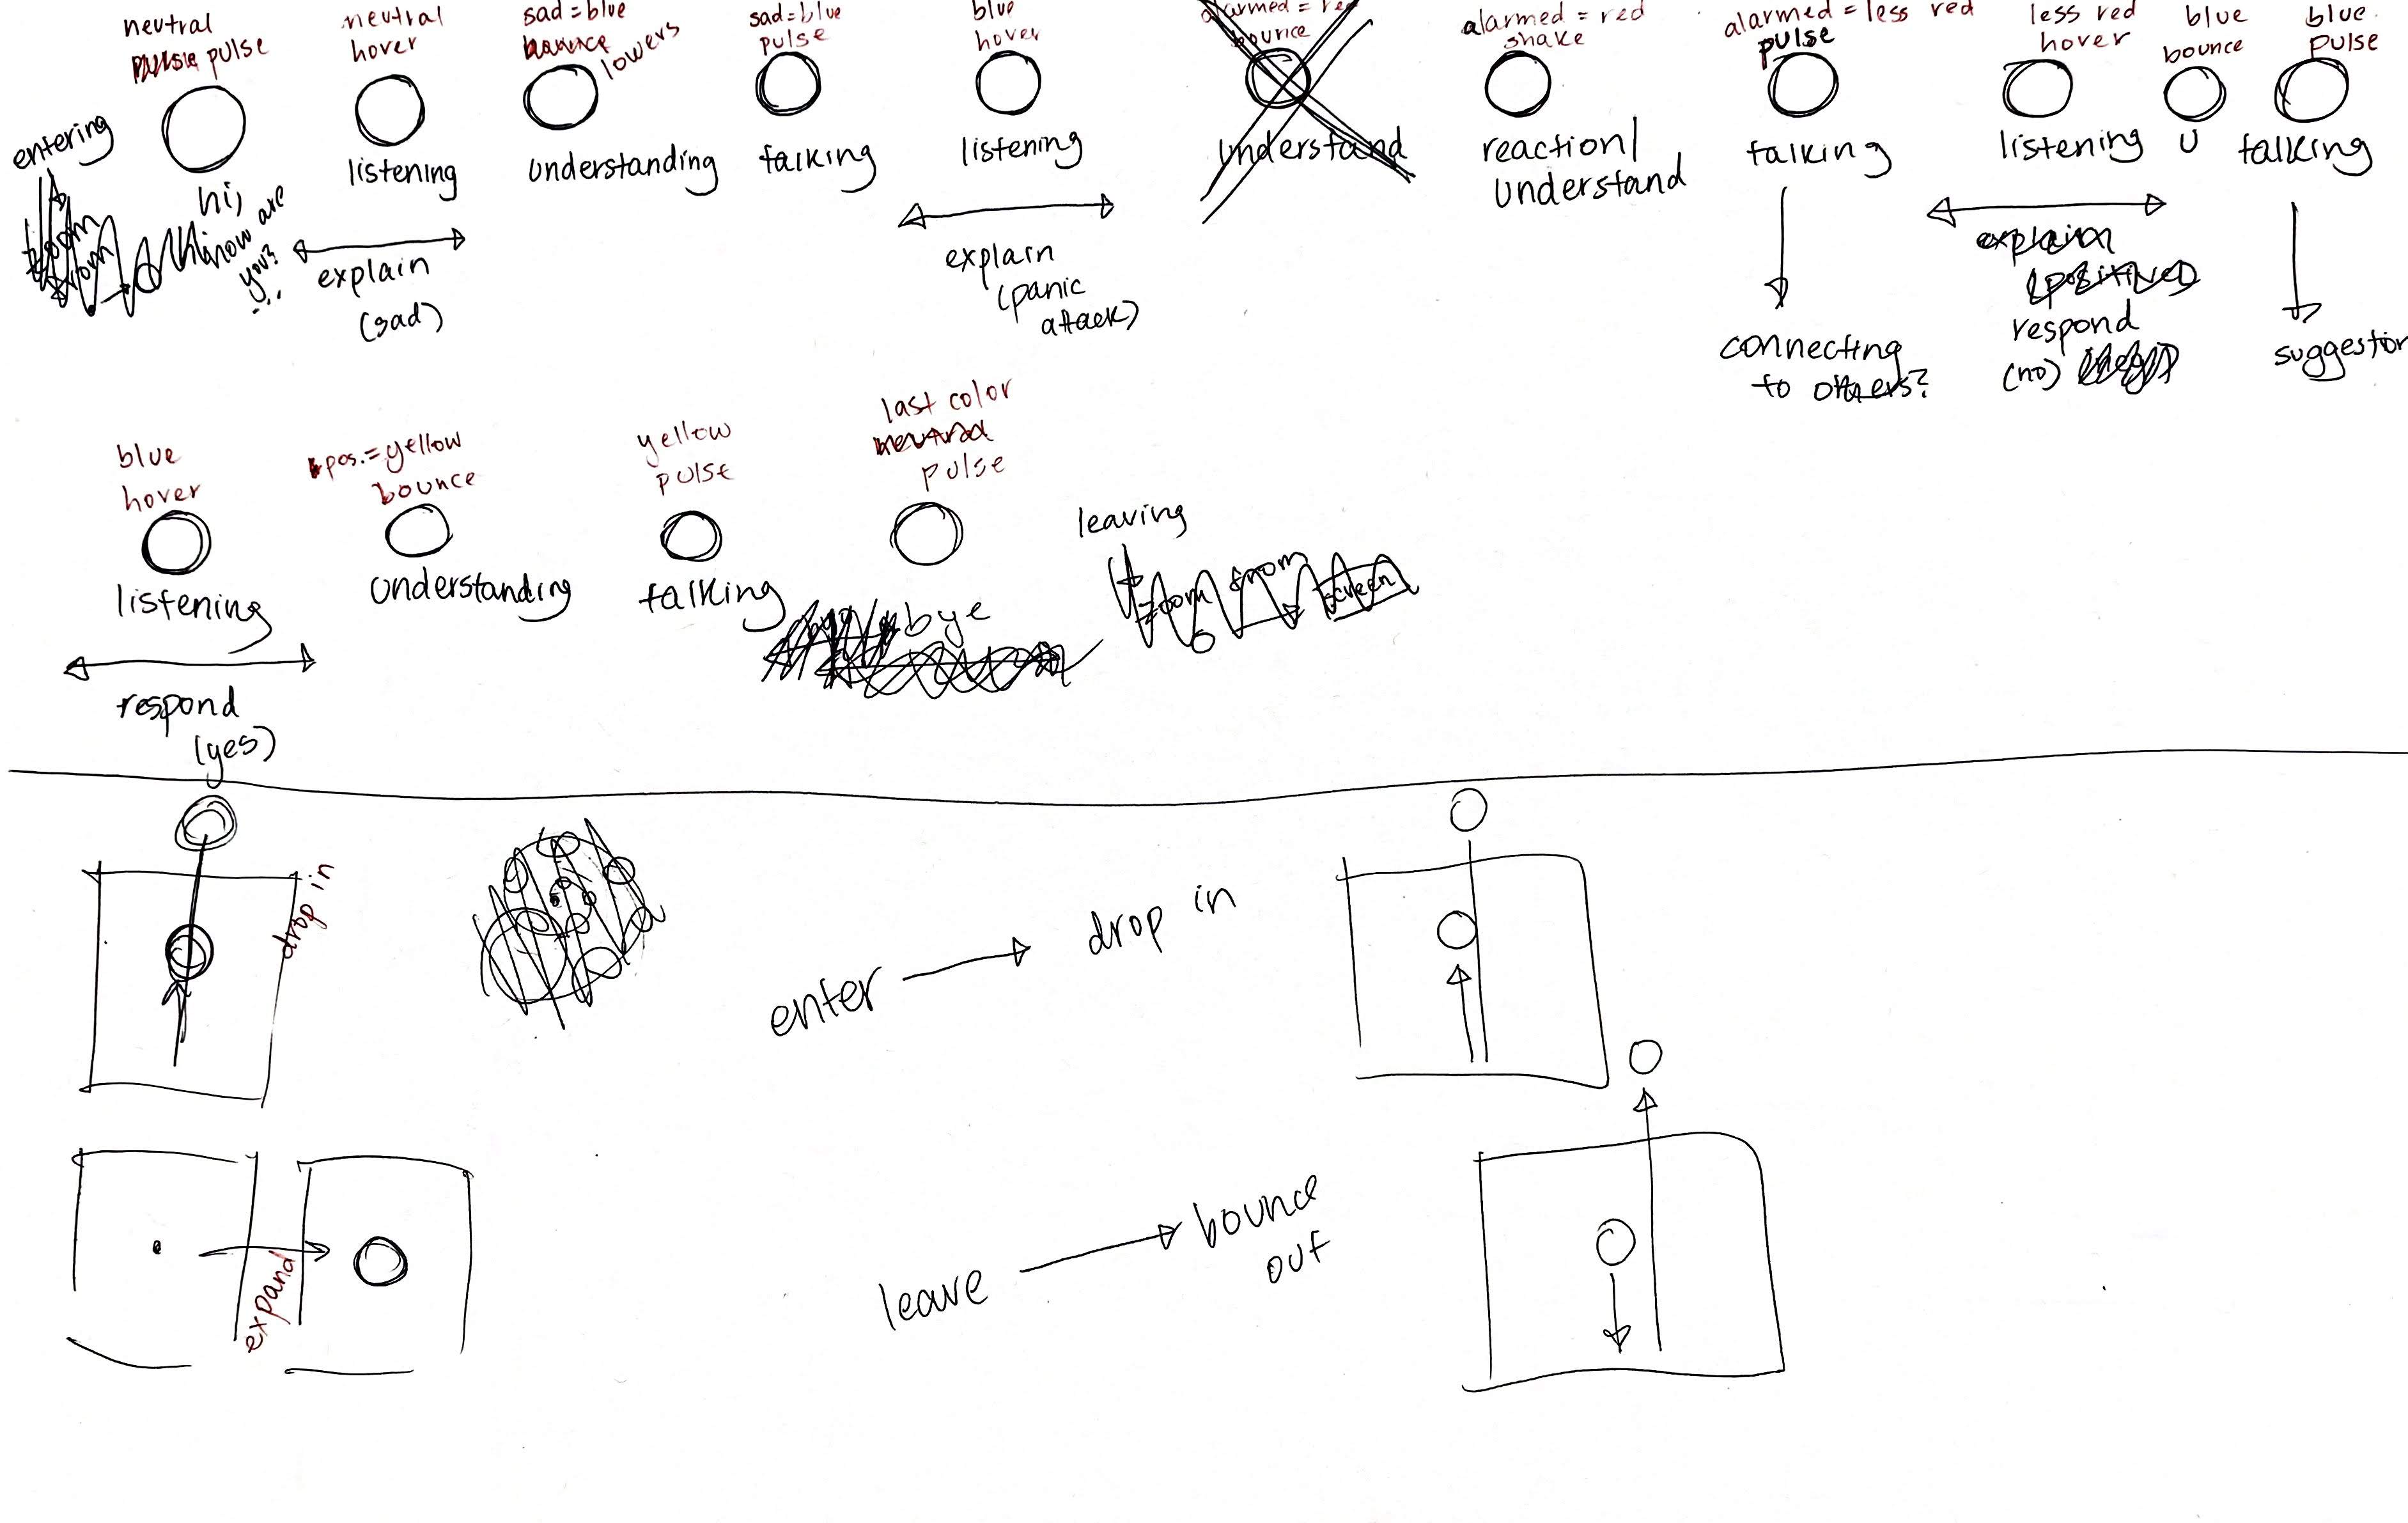 neutral
pulse
neutral
hover
sad = blue
bounce
lowers
sad = blue
pulse
blue
hover
alarmed = red
bounce
alarmed = red
shake
alarmed = less red
pulse
less red
hover
blue
bounce
blue
pulse
entering
zoom
from
hi,
how are
you?
...
listening
understanding
talking
listening
understand
reaction/
understand
talking
listening
U
talking
explain
(sad)
explain
(panic
attack)
connecting
to others?
explain
(positive)
respond
(no)
suggestion
blue
hover
pos. = yellow
bounce
yellow
pulse
last color
neutral
pulse
listening
understanding
talking
bye
leaving
zoom from
screen
respond
(yes)
drop in
enter
drop in
expand
leave
bounce
out